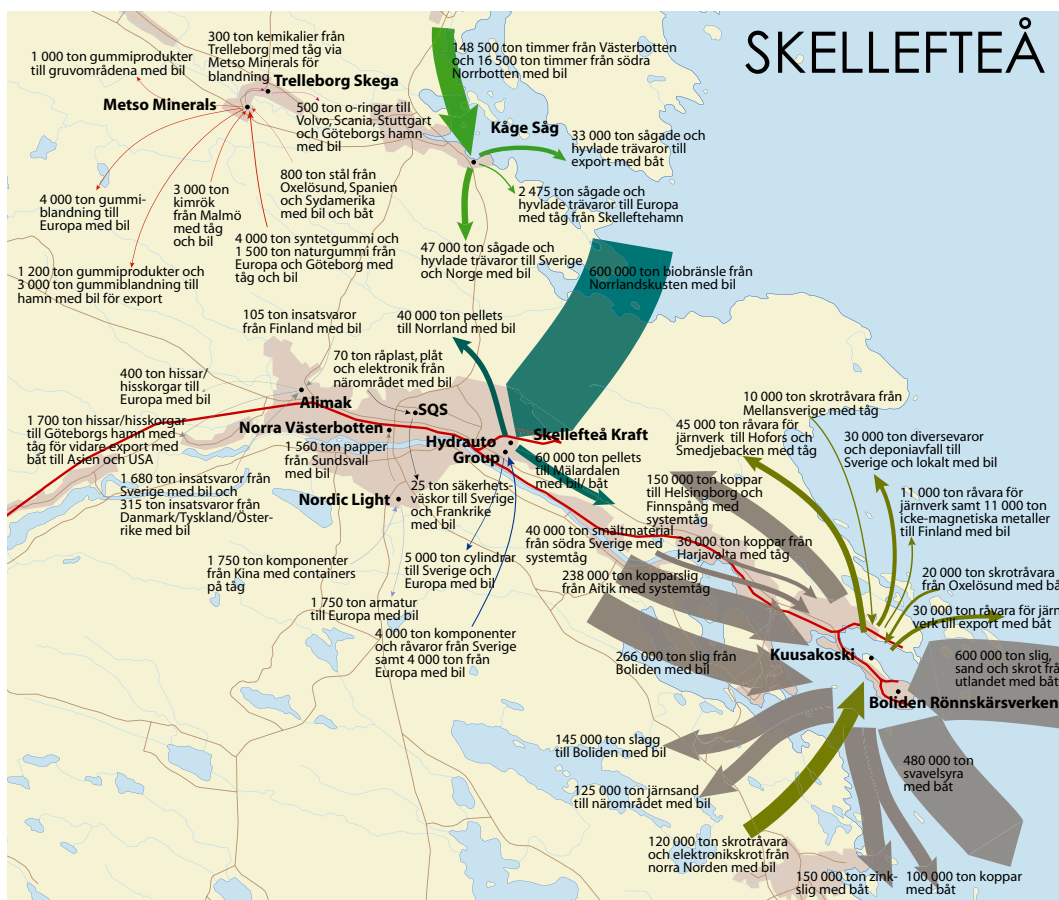 SKELLEFTEÅ
1 000 ton gummiprodukter
till gruvområdena med bil
300 ton kemikalier från
Trelleborg med tåg via
Metso Minerals för
blandning
Trelleborg Skega
Metso Minerals
500 ton o-ringar till
Volvo, Scania, Stuttgart
och Göteborgs hamn
med bil
148 500 ton timmer från Västerbotten
och 16 500 ton timmer från södra
Norrbotten med bil
Kåge Såg
33 000 ton sågade och
hyvlade trävaror till
export med båt
2 475 ton sågade och
hyvlade trävaror till Europa
med tåg från Skelleftehamn
47 000 ton sågade och
hyvlade trävaror till Sverige
och Norge med bil
4 000 ton gummi-
blandning till
Europa med bil
3 000 ton
kimrök
från Malmö
med tåg
och bil
800 ton stål från
Oxelösund, Spanien
och Sydamerika
med bil och båt
4 000 ton syntetgummi och
1 500 ton naturgummi från
Europa och Göteborg med
tåg och bil
1 200 ton gummiprodukter och
3 000 ton gummiblandning till
hamn med bil för export
600 000 ton biobränsle från
Norrlandskusten med bil
105 ton insatsvaror
från Finland med bil
40 000 ton pellets
till Norrland med bil
70 ton råplast, plåt
och elektronik från
närområdet med bil
400 ton hissar/
hisskorgar till
Europa med bil
Alimak
SQS
1 700 ton hissar/hisskorgar
till Göteborgs hamn med
tåg för vidare export med
båt till Asien och USA
Norra Västerbotten
Hydrauto
Group
Skellefteå Kraft
1 560 ton papper
från Sundsvall
med bil
60 000 ton pellets
till Mälardalen
med bil/ båt
1 680 ton insatsvaror från
Sverige med bil och
315 ton insatsvaror från
Danmark/Tyskland/Öster-
rike med bil
Nordic Light
25 ton säkerhets-
väskor till Sverige
och Frankrike
med bil
10 000 ton skrotråvara från
Mellansverige med tåg
45 000 ton råvara för
järnverk till Hofors och
Smedjebacken med tåg
30 000 ton diversevaror
och deponiavfall till
Sverige och lokalt med bil
150 000 ton koppar
till Helsingborg och
Finnspång med
systemtåg
11 000 ton råvara för
järnverk samt 11 000 ton
icke-magnetiska metaller
till Finland med bil
40 000 ton smältmaterial
från södra Sverige med
systemtåg
30 000 ton koppar från
Harjavalta med tåg
1 750 ton komponenter
från Kina med containers
på tåg
5 000 ton cylindrar
till Sverige och
Europa med bil
238 000 ton kopparslig
från Aitik med systemtåg
20 000 ton skrotråvara
från Oxelösund med bå
1 750 ton armatur
till Europa med bil
30 000 ton råvara för järn
verk till export med båt
4 000 ton komponenter
och råvaror från Sverige
samt 4 000 ton från
Europa med bil
266 000 ton slig från
Boliden med bil
Kuusakoski
600 000 ton slig,
sand och skrot frå
utlandet med båt
Boliden Rönnskärsverken
145 000 ton slagg
till Boliden med bil
480 000 ton
svavelsyra
med båt
125 000 ton järnsand
till närområdet med bil
120 000 ton skrotråvara
och elektronikskrot från
norra Norden med bil
150 000 ton zink-
slig med båt
100 000 ton koppar
med båt